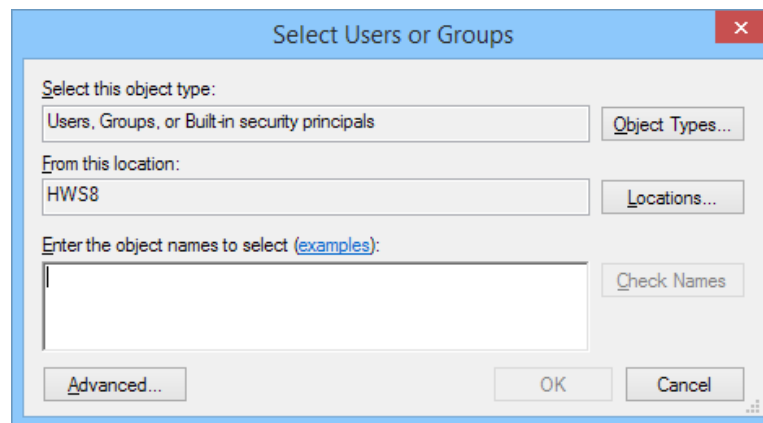 Select Users or Groups
Select this object type:
Users, Groups, or Built-in security principals
Object Types...
From this location:
HWS8
Locations...
Enter the object names to select (examples):
Check Names
Advanced...
OK
Cancel